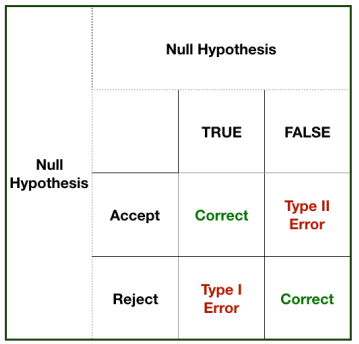 Null Hypothesis
TRUE FALSE
Null
Hypothesis
Accept Correct Type II
Error
Reject Type I
Error Correct